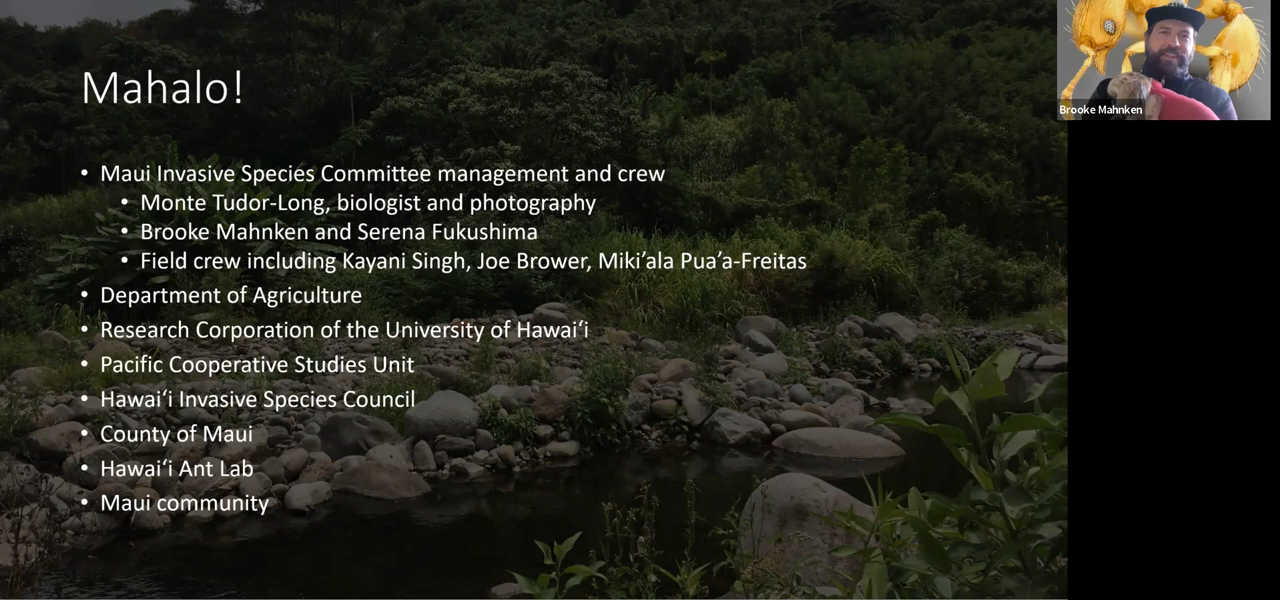 Mahalo!
• Maui Invasive Species Committee management and crew
• Monte Tudor-Long, biologist and photography
• Brooke Mahnken and Serena Fukushima
• Field crew including Kayani Singh, Joe Brower, Miki’ala Pua’a-Freitas
• Department of Agriculture
• Research Corporation of the University of Hawai‘i
• Pacific Cooperative Studies Unit
• Hawai‘i Invasive Species Council
• County of Maui
• Hawai‘i Ant Lab
• Maui community
Brooke Mahnken